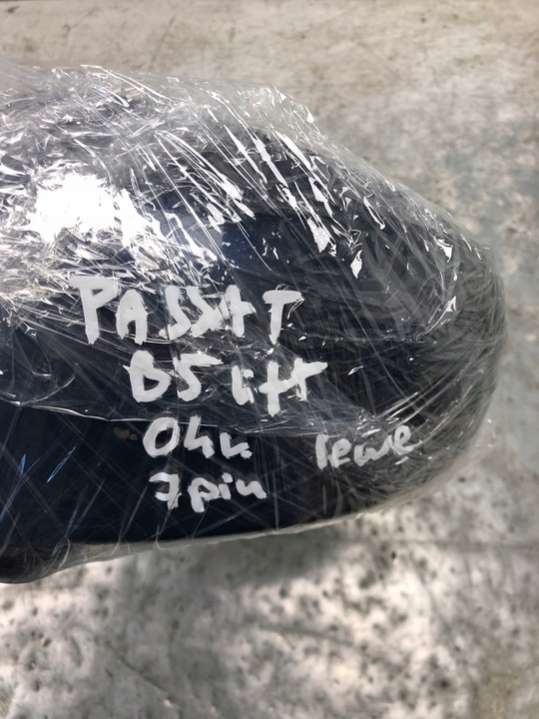 PASSAT
B5 lift
04r. lewe
7pin